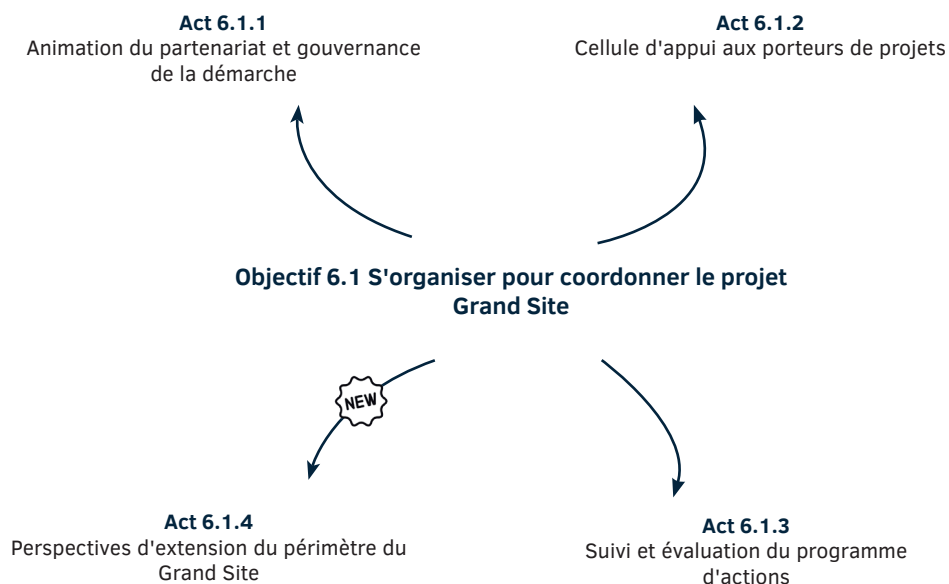 Act 6.1.1
Animation du partenariat et gouvernance
de la démarche
Act 6.1.2
Cellule d'appui aux porteurs de projets
Objectif 6.1 S'organiser pour coordonner le projet
Grand Site
NEW
Act 6.1.4
Perspectives d'extension du périmètre du
Grand Site
Act 6.1.3
Suivi et évaluation du programme
d'actions